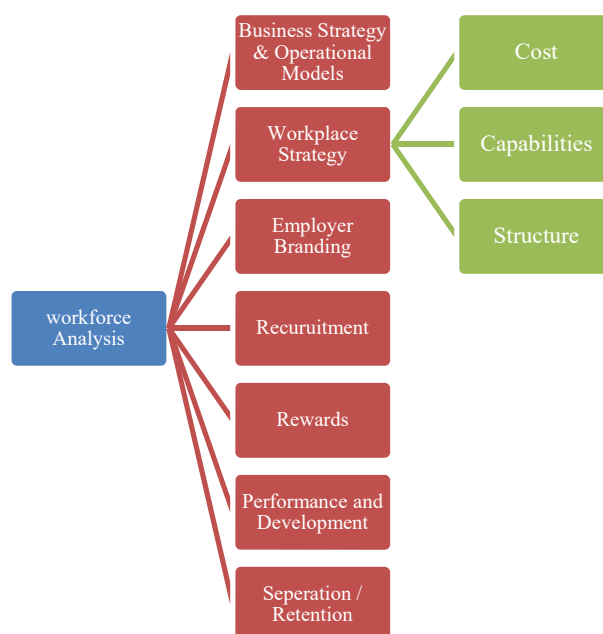 Business Strategy
& Operational
Models
Cost
Workplace
Strategy
Capabilities
Employer
Branding
Structure
workforce
Analysis
Recuruitment
Rewards
Performance and
Development
Seperation /
Retention